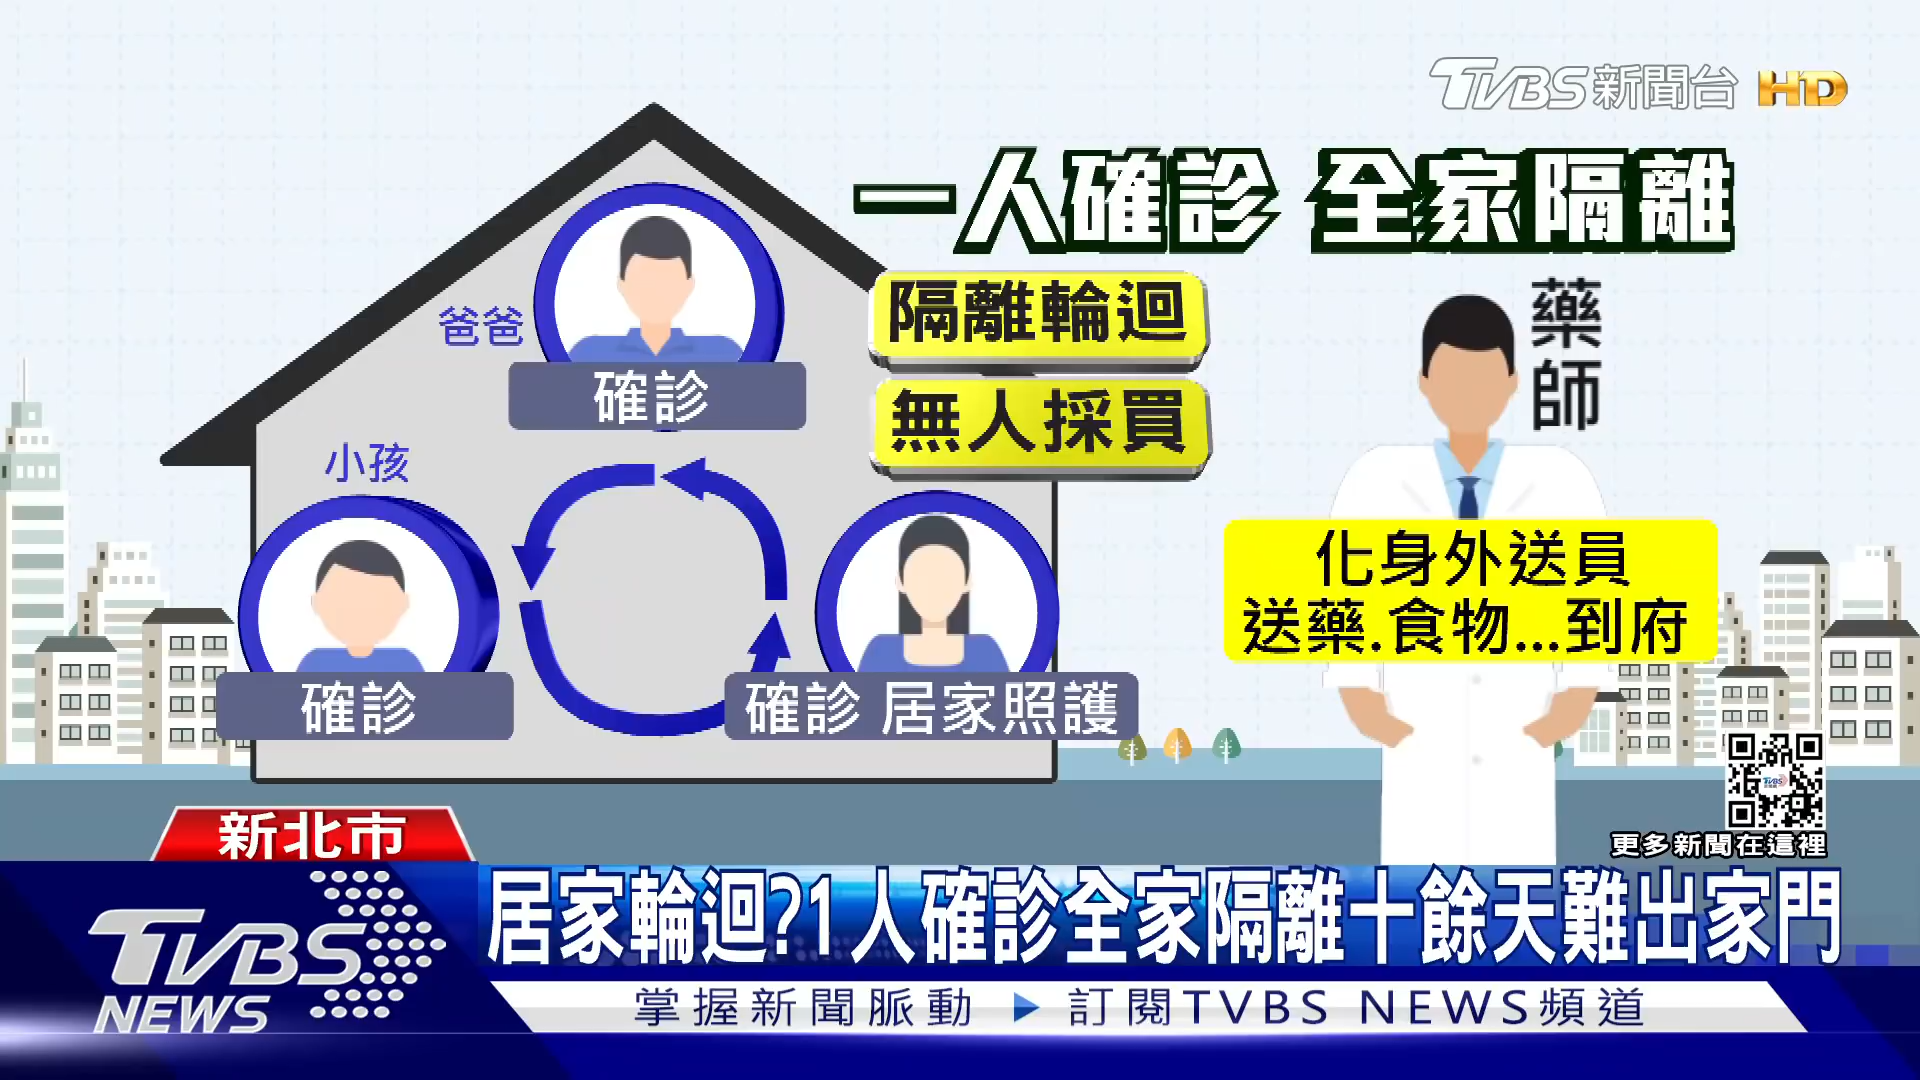 TVBS新聞台 HD
一人確診 全家隔離
隔離輪迴
無人採買
爸爸
確診
小孩
確診
確診 居家照護
藥師
化身外送員
送藥.食物...到府
TVBS
更多新聞在這裡
新北市
居家輪迴?1人確診全家隔離十餘天難出家門
TVBS
NEWS
掌握新聞脈動 ▶ 訂閱TVBS NEWS頻道